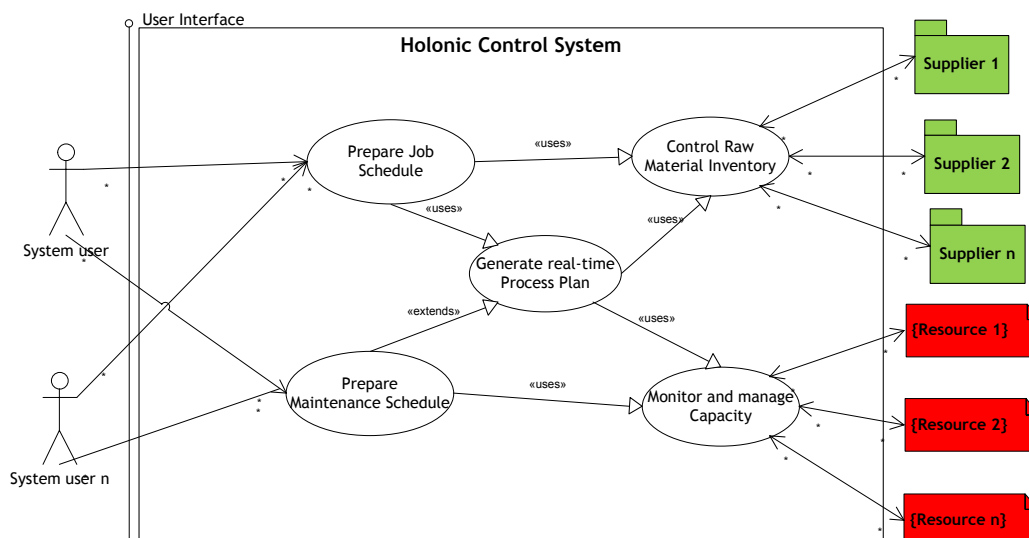 User Interface
Holonic Control System
Supplier 1
*
*
Prepare Job
Schedule
«uses»
Control Raw
Material Inventory
Supplier 2
*
*
*
*
*
*
«uses»
«uses»
System user
*
Supplier n
*
Generate real-time
Process Plan
«extends»
«uses»
{Resource 1}
*
*
Prepare
Maintenance Schedule
«uses»
Monitor and manage
Capacity
{Resource 2}
*
*
*
*
*
*
System user n
*
{Resource n}
*